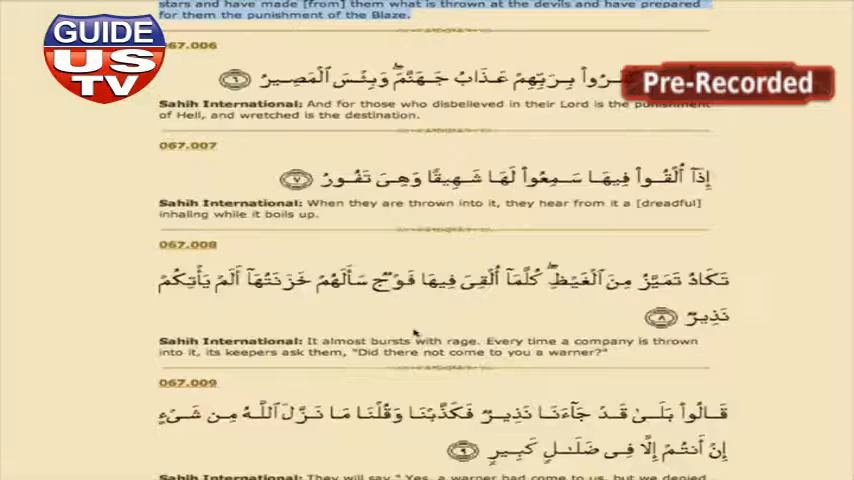 stars and have made [from] them what is thrown at the devils and have prepared
for them the punishment of the Blaze.
GUIDE
US
TV
067.006
Pre-Recorded
بِرَبِّهِمْ عَذَابُ جَهَنَّمَ ۖ وَبِئْسَ ٱلْمَصِيرُ ٦
Sahih International: And for those who disbelieved in their Lord is the punishment
of Hell, and wretched is the destination.
067.007
إِذَآ أُلْقُوا۟ فِيهَا سَمِعُوا۟ لَهَا شَهِيقًا وَهِىَ تَفُورُ ٧
Sahih International: When they are thrown into it, they hear from it a [dreadful]
inhaling while it boils up.
067.008
تَكَادُ تَمَيَّزُ مِنَ ٱلْغَيْظِ ۖ كُلَّمَآ أُلْقِىَ فِيهَا فَوْجٌ سَأَلَهُمْ خَزَنَتُهَآ أَلَمْ يَأْتِكُمْ
نَذِيرٌ ٨
Sahih International: It almost bursts with rage. Every time a company is thrown
into it, its keepers ask them, "Did there not come to you a warner?"
067.009
قَالُوا۟ بَلَىٰ قَدْ جَآءَنَا نَذِيرٌ فَكَذَّبْنَا وَقُلْنَا مَا نَزَّلَ ٱللَّهُ مِن شَىْءٍ
إِنْ أَنتُمْ إِلَّا فِى ضَلَـٰلٍ كَبِيرٍ ٩
Sahih International: They will say," Yes, a warner had come to us, but we denied